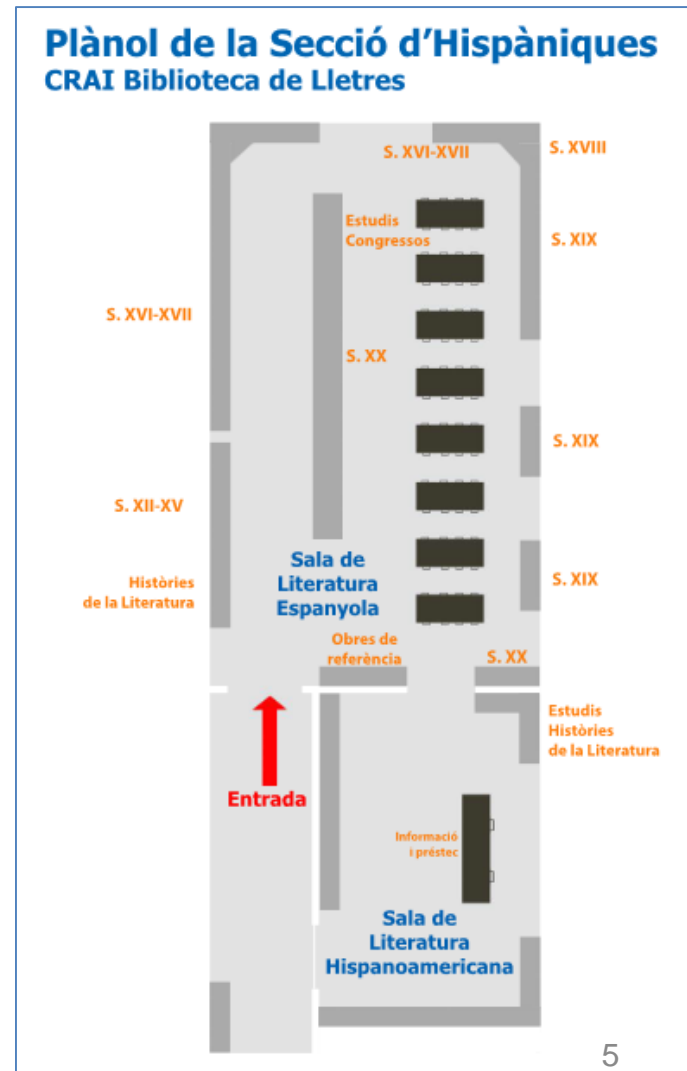 Plànol de la Secció d'Hispàniques
CRAI Biblioteca de Lletres
S. XVI-XVII
S. XVIII
Estudis
Congressos
S. XIX
S. XVI-XVII
S. XX
S. XIX
S. XII-XV
Sala de
Literatura
Espanyola
Històries
de la Literatura
S. XIX
Obres de
referència
S. XX
Estudis
Històries
de la Literatura
Entrada
Informació
i préstec
Sala de
Literatura
Hispanoamericana
5